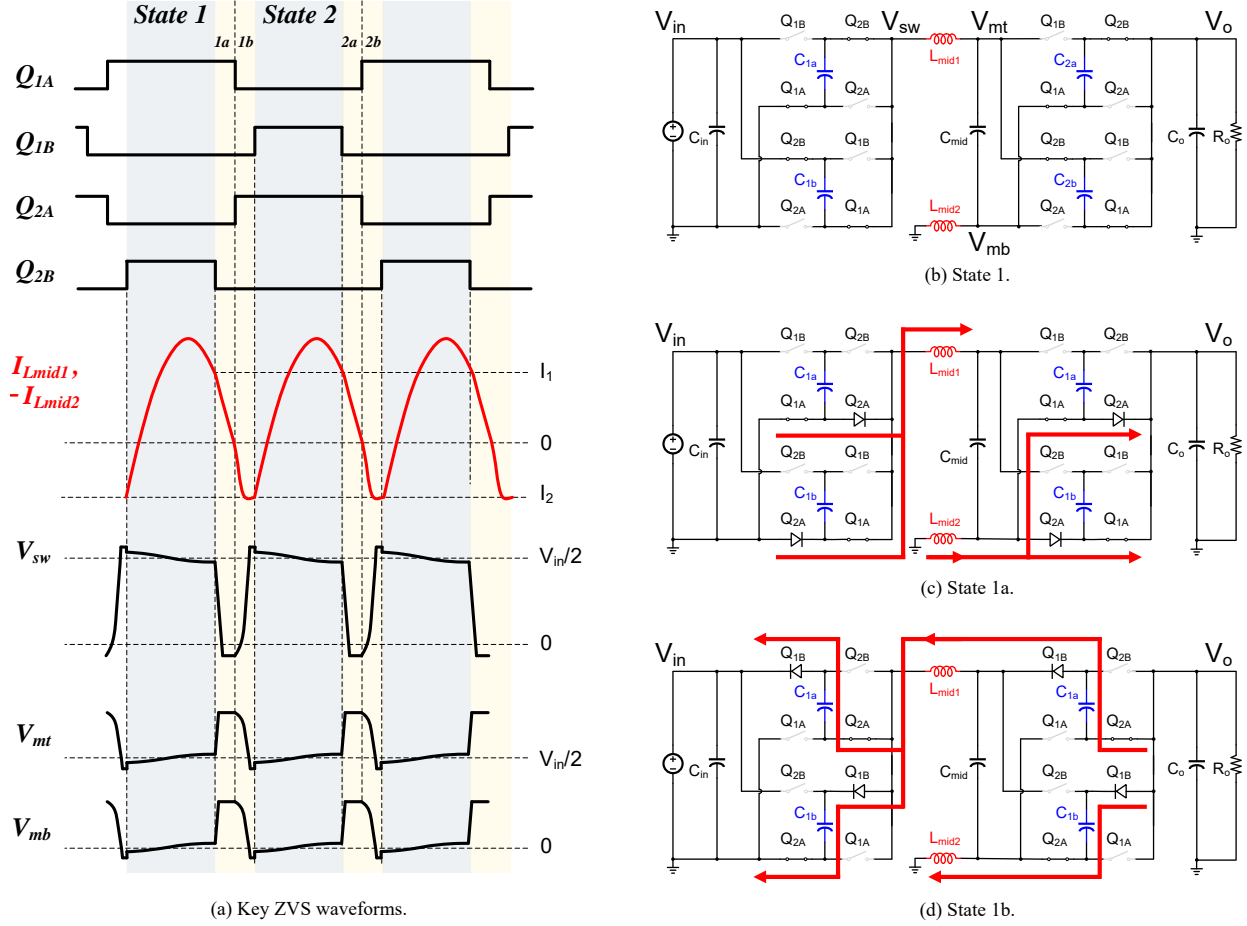 State 1 State 2
1a 1b 2a 2b
Q1A
Q1B
Q2A
Q2B
ILmid1 ,
-ILmid2
I1
0
I2
Vsw
Vin/2
0
Vmt
Vin/2
Vmb
0
(a) Key ZVS waveforms.
Vin Vsw Vmt Vo
Q1B Q2B Q1B Q2B
Lmid1
C1a C2a
Q1A Q2A Q1A Q2A
Cin Cmid Co Ro
Q2B Q1B Q2B Q1B
C1b C2b
Q2A Q1A Q2A Q1A
Lmid2
Vmb
(b) State 1.
Vin Vo
Q1B Q2B Q1B Q2B
Lmid1
C1a C1a
Q1A Q2A Q1A Q2A
Cin Cmid Co Ro
Q2B Q1B Q2B Q1B
C1b C1b
Q2A Q1A Q2A Q1A
Lmid2
(c) State 1a.
Vin Vo
Q1B Q2B Q1B Q2B
Lmid1
C1a C1a
Q1A Q2A Q1A Q2A
Cin Cmid Co Ro
Q2B Q1B Q2B Q1B
C1b C1b
Q2A Q1A Q2A Q1A
Lmid2
(d) State 1b.